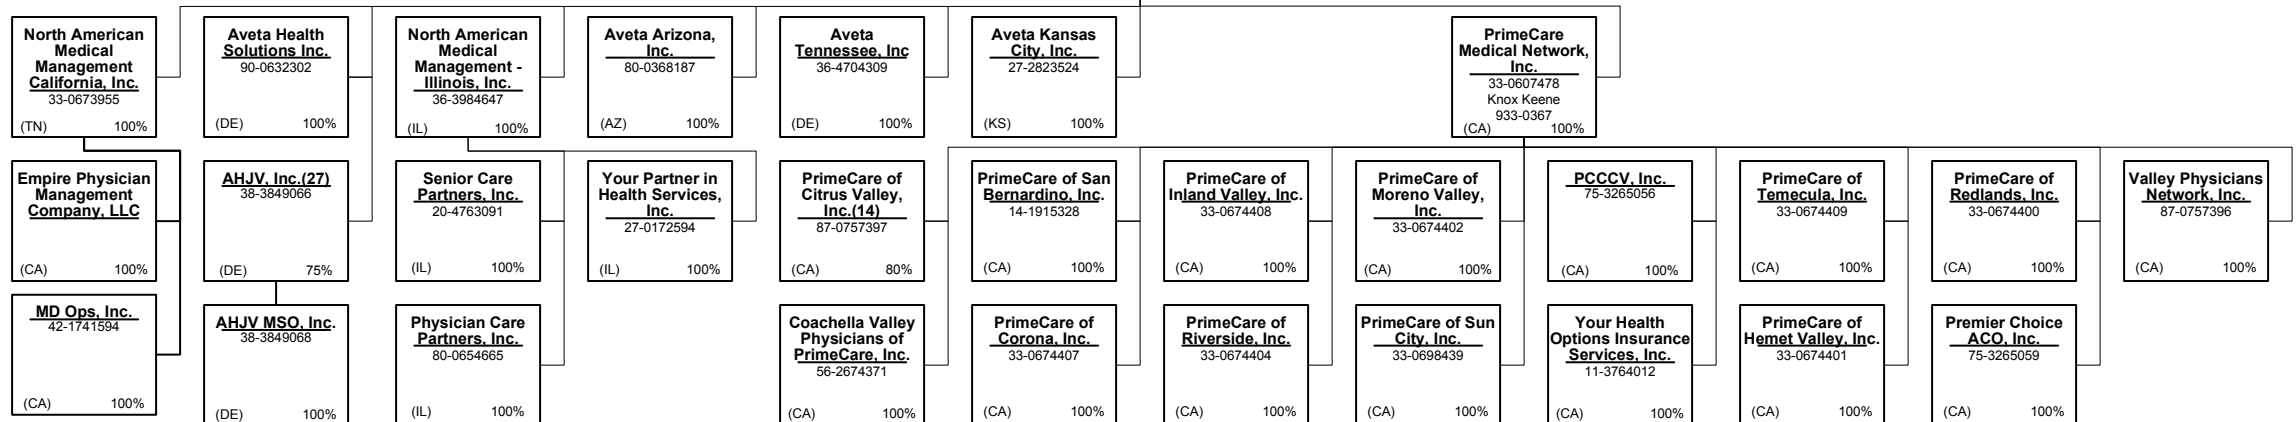 North American
Medical
Management
California, Inc.
33-0673955
(TN) 100%
Aveta Health
Solutions Inc.
90-0632302
(DE) 100%
North American
Medical
Management -
Illinois, Inc.
36-3984647
(IL) 100%
Aveta Arizona,
Inc.
80-0368187
(AZ) 100%
Aveta
Tennessee, Inc
36-4704309
(DE) 100%
Aveta Kansas
City, Inc.
27-2823524
(KS) 100%
PrimeCare
Medical Network,
Inc.
33-0607478
Knox Keene
933-0367
(CA) 100%
Empire Physician
Management
Company, LLC
(CA) 100%
AHJV, Inc.(27)
38-3849066
(DE) 75%
Senior Care
Partners, Inc.
20-4763091
(IL) 100%
Your Partner in
Health Services,
Inc.
27-0172594
(IL) 100%
PrimeCare of
Citrus Valley,
Inc.(14)
87-0757397
(CA) 80%
PrimeCare of San
Bernardino, Inc.
14-1915328
(CA) 100%
PrimeCare of
Inland Valley, Inc.
33-0674408
(CA) 100%
PrimeCare of
Moreno Valley,
Inc.
33-0674402
(CA) 100%
PCCCV, Inc.
75-3265056
(CA) 100%
PrimeCare of
Temecula, Inc.
33-0674409
(CA) 100%
PrimeCare of
Redlands, Inc.
33-0674400
(CA) 100%
Valley Physicians
Network, Inc.
87-0757396
(CA) 100%
MD Ops, Inc.
42-1741594
(CA) 100%
AHJV MSO, Inc.
38-3849068
(DE) 100%
Physician Care
Partners, Inc.
80-0654665
(IL) 100%
Coachella Valley
Physicians of
PrimeCare, Inc.
56-2674371
(CA) 100%
PrimeCare of
Corona, Inc.
33-0674407
(CA) 100%
PrimeCare of
Riverside, Inc.
33-0674404
(CA) 100%
PrimeCare of Sun
City, Inc.
33-0698439
(CA) 100%
Your Health
Options Insurance
Services, Inc.
11-3764012
(CA) 100%
PrimeCare of
Hemet Valley, Inc.
33-0674401
(CA) 100%
Premier Choice
ACO, Inc.
75-3265059
(CA) 100%